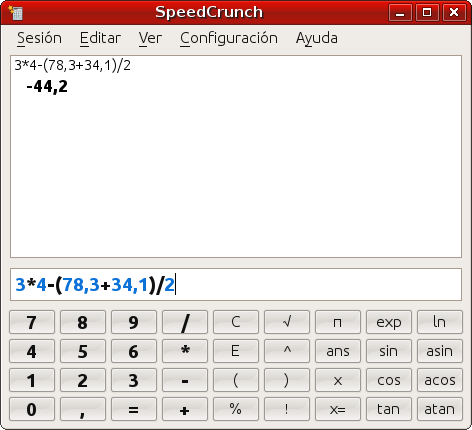 SpeedCrunch
Sesión Editar Ver Configuración Ayuda
3*4-(78,3+34,1)/2
-44,2
3*4-(78,3+34,1)/2
7 8 9 / C √ π exp ln
4 5 6 * E ^ ans sin asin
1 2 3 - ( ) x cos acos
0 , = + % ! x= tan atan